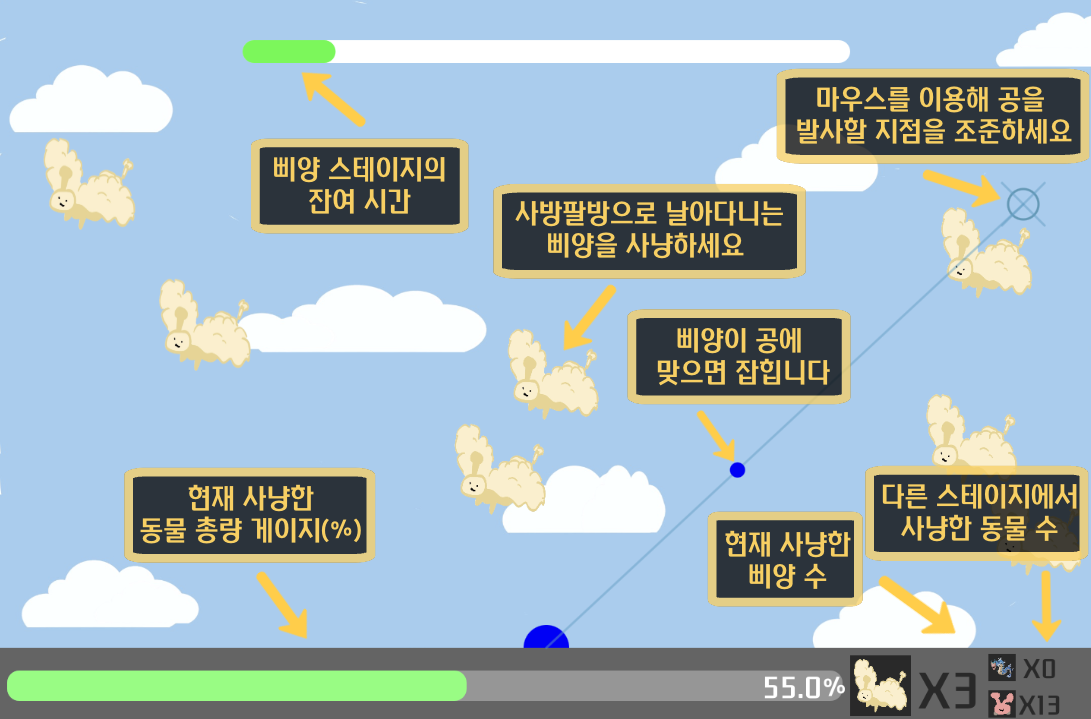 마우스를 이용해 공을
발사할 지점을 조준하세요
삐양 스테이지의
잔여 시간
사방팔방으로 날아다니는
삐양을 사냥하세요
삐양이 공에
맞으면 잡힙니다
현재 사냥한
동물 총량 게이지(%)
다른 스테이지에서
사냥한 동물 수
현재 사냥한
삐양 수
55.0%
X3
X0
X13